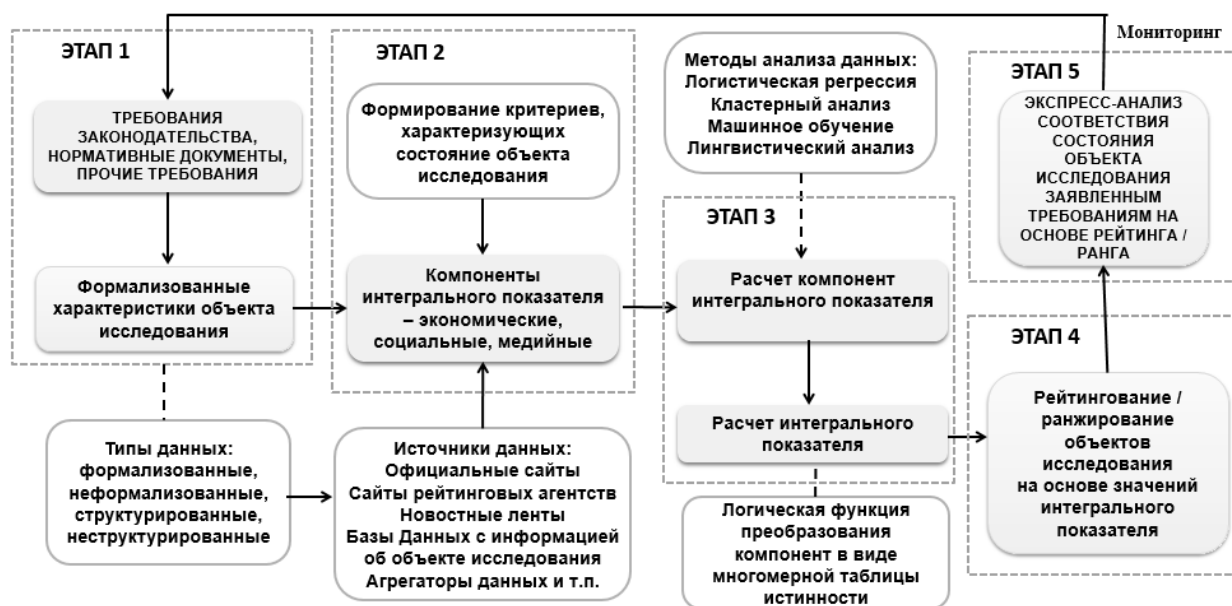 Мониторинг
ЭТАП 1
ТРЕБОВАНИЯ
ЗАКОНОДАТЕЛЬСТВА,
НОРМАТИВНЫЕ ДОКУМЕНТЫ,
ПРОЧИЕ ТРЕБОВАНИЯ
Формализованные
характеристики объекта
исследования
Типы данных:
формализованные,
неформализованные,
структурированные,
неструктурированные
ЭТАП 2
Формирование критериев,
характеризующих
состояние объекта
исследования
Компоненты
интегрального показателя
– экономические,
социальные, медийные
Источники данных:
Официальные сайты
Сайты рейтинговых агентств
Новостные ленты
Базы Данных с информацией
об объекте исследования
Агрегаторы данных и т.п.
Методы анализа данных:
Логистическая регрессия
Кластерный анализ
Машинное обучение
Лингвистический анализ
ЭТАП 3
Расчет компонент
интегрального показателя
Расчет интегрального
показателя
Логическая функция
преобразования
компонент в виде
многомерной таблицы
истинности
ЭТАП 4
Рейтингование /
ранжирование
объектов
исследования
на основе значений
интегрального
показателя
ЭТАП 5
ЭКСПРЕСС-АНАЛИЗ
СООТВЕТСТВИЯ
СОСТОЯНИЯ
ОБЪЕКТА
ИССЛЕДОВАНИЯ
ЗАЯВЛЕННЫМ
ТРЕБОВАНИЯМ НА
ОСНОВЕ РЕЙТИНГА /
РАНГА